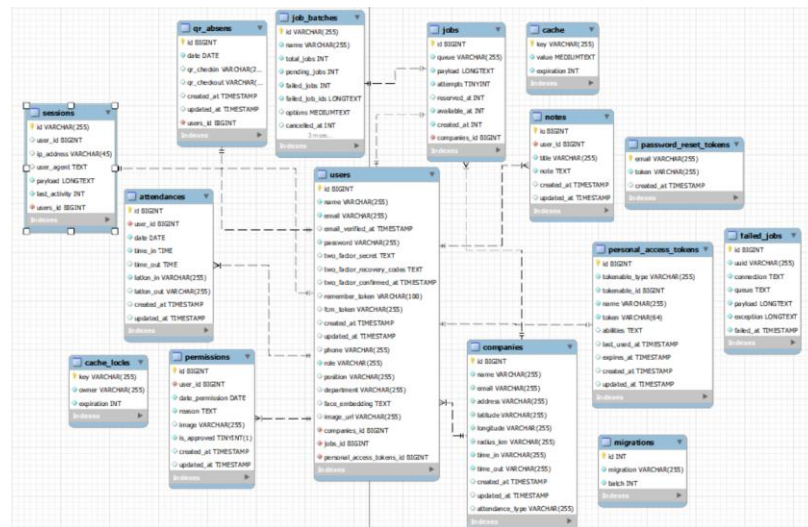 qr_absens
id BIGINT
date DATE
qr_checkin VARCHAR(2...
qr_checkout VARCHAR(...
created_at TIMESTAMP
updated_at TIMESTAMP
users_id BIGINT
Indexes
job_batches
id VARCHAR(255)
name VARCHAR(255)
total_jobs INT
pending_jobs INT
failed_jobs INT
failed_job_ids LONGTEXT
options MEDIUMTEXT
cancelled_at INT
3 more...
Indexes
jobs
id BIGINT
queue VARCHAR(255)
payload LONGTEXT
attempts TINYINT
reserved_at INT
available_at INT
created_at INT
companies_id BIGINT
Indexes
cache
key VARCHAR(255)
value MEDIUMTEXT
expiration INT
Indexes
sessions
id VARCHAR(255)
user_id BIGINT
ip_address VARCHAR(45)
user_agent TEXT
payload LONGTEXT
last_activity INT
users_id BIGINT
Indexes
notes
id BIGINT
user_id BIGINT
title VARCHAR(255)
note TEXT
created_at TIMESTAMP
updated_at TIMESTAMP
Indexes
password_reset_tokens
email VARCHAR(255)
token VARCHAR(255)
created_at TIMESTAMP
Indexes
attendances
id BIGINT
user_id BIGINT
date DATE
time_in TIME
time_out TIME
latlon_in VARCHAR(255)
latlon_out VARCHAR(255)
created_at TIMESTAMP
updated_at TIMESTAMP
Indexes
users
id BIGINT
name VARCHAR(255)
email VARCHAR(255)
email_verified_at TIMESTAMP
password VARCHAR(255)
two_factor_secret TEXT
two_factor_recovery_codes TEXT
two_factor_confirmed_at TIMESTAMP
remember_token VARCHAR(100)
fcm_token VARCHAR(255)
created_at TIMESTAMP
updated_at TIMESTAMP
phone VARCHAR(255)
role VARCHAR(255)
position VARCHAR(255)
department VARCHAR(255)
face_embedding TEXT
image_url VARCHAR(255)
companies_id BIGINT
jobs_id BIGINT
personal_access_tokens_id BIGINT
Indexes
personal_access_tokens
id BIGINT
tokenable_type VARCHAR(255)
tokenable_id BIGINT
name VARCHAR(255)
token VARCHAR(64)
abilities TEXT
last_used_at TIMESTAMP
expires_at TIMESTAMP
created_at TIMESTAMP
updated_at TIMESTAMP
Indexes
failed_jobs
id BIGINT
uuid VARCHAR(255)
connection TEXT
queue TEXT
payload LONGTEXT
exception LONGTEXT
failed_at TIMESTAMP
Indexes
cache_locks
key VARCHAR(255)
owner VARCHAR(255)
expiration INT
Indexes
permissions
id BIGINT
user_id BIGINT
date_permission DATE
reason TEXT
image VARCHAR(255)
is_approved TINYINT(1)
created_at TIMESTAMP
updated_at TIMESTAMP
Indexes
companies
id BIGINT
name VARCHAR(255)
email VARCHAR(255)
address VARCHAR(255)
latitude VARCHAR(255)
longitude VARCHAR(255)
radius_km VARCHAR(255)
time_in VARCHAR(255)
time_out VARCHAR(255)
created_at TIMESTAMP
updated_at TIMESTAMP
attendance_type VARCHAR(255)
Indexes
migrations
id INT
migration VARCHAR(255)
batch INT
Indexes